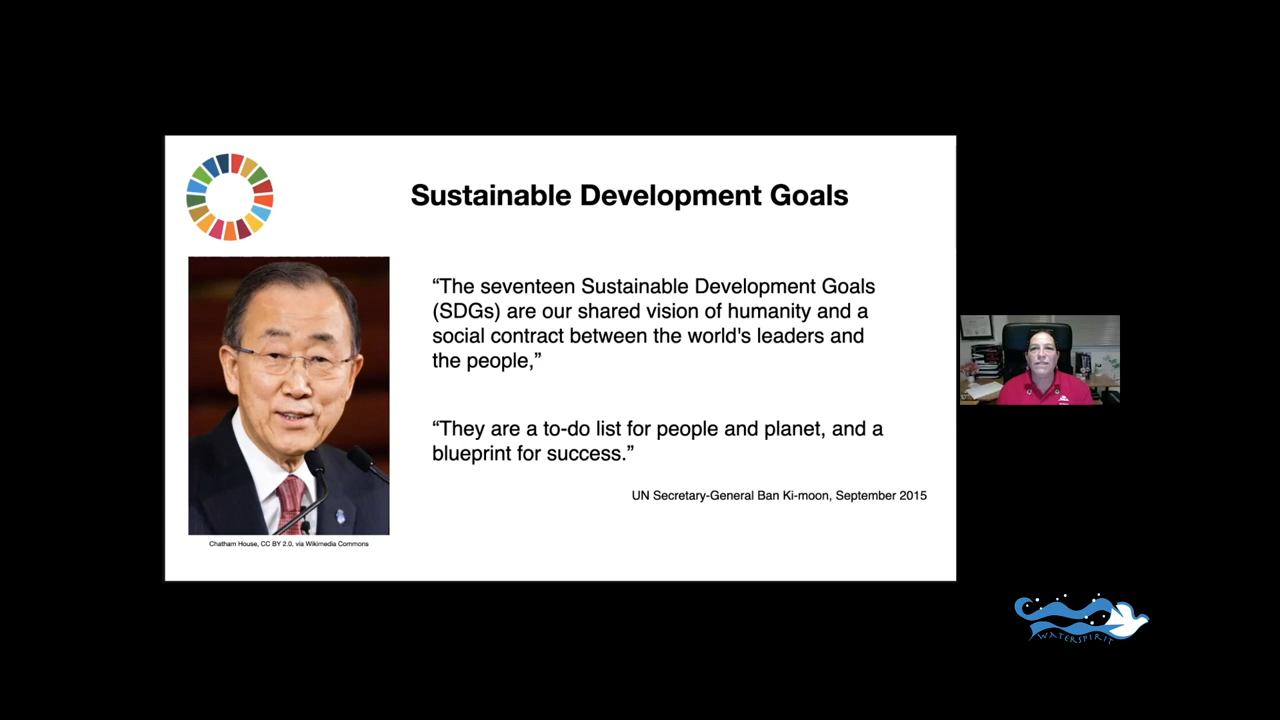 Sustainable Development Goals
“The seventeen Sustainable Development Goals
(SDGs) are our shared vision of humanity and a
social contract between the world's leaders and
the people,”
“They are a to-do list for people and planet, and a
blueprint for success.”
UN Secretary-General Ban Ki-moon, September 2015
Chatham House, CC BY 2.0, via Wikimedia Commons
WATERSPIRIT